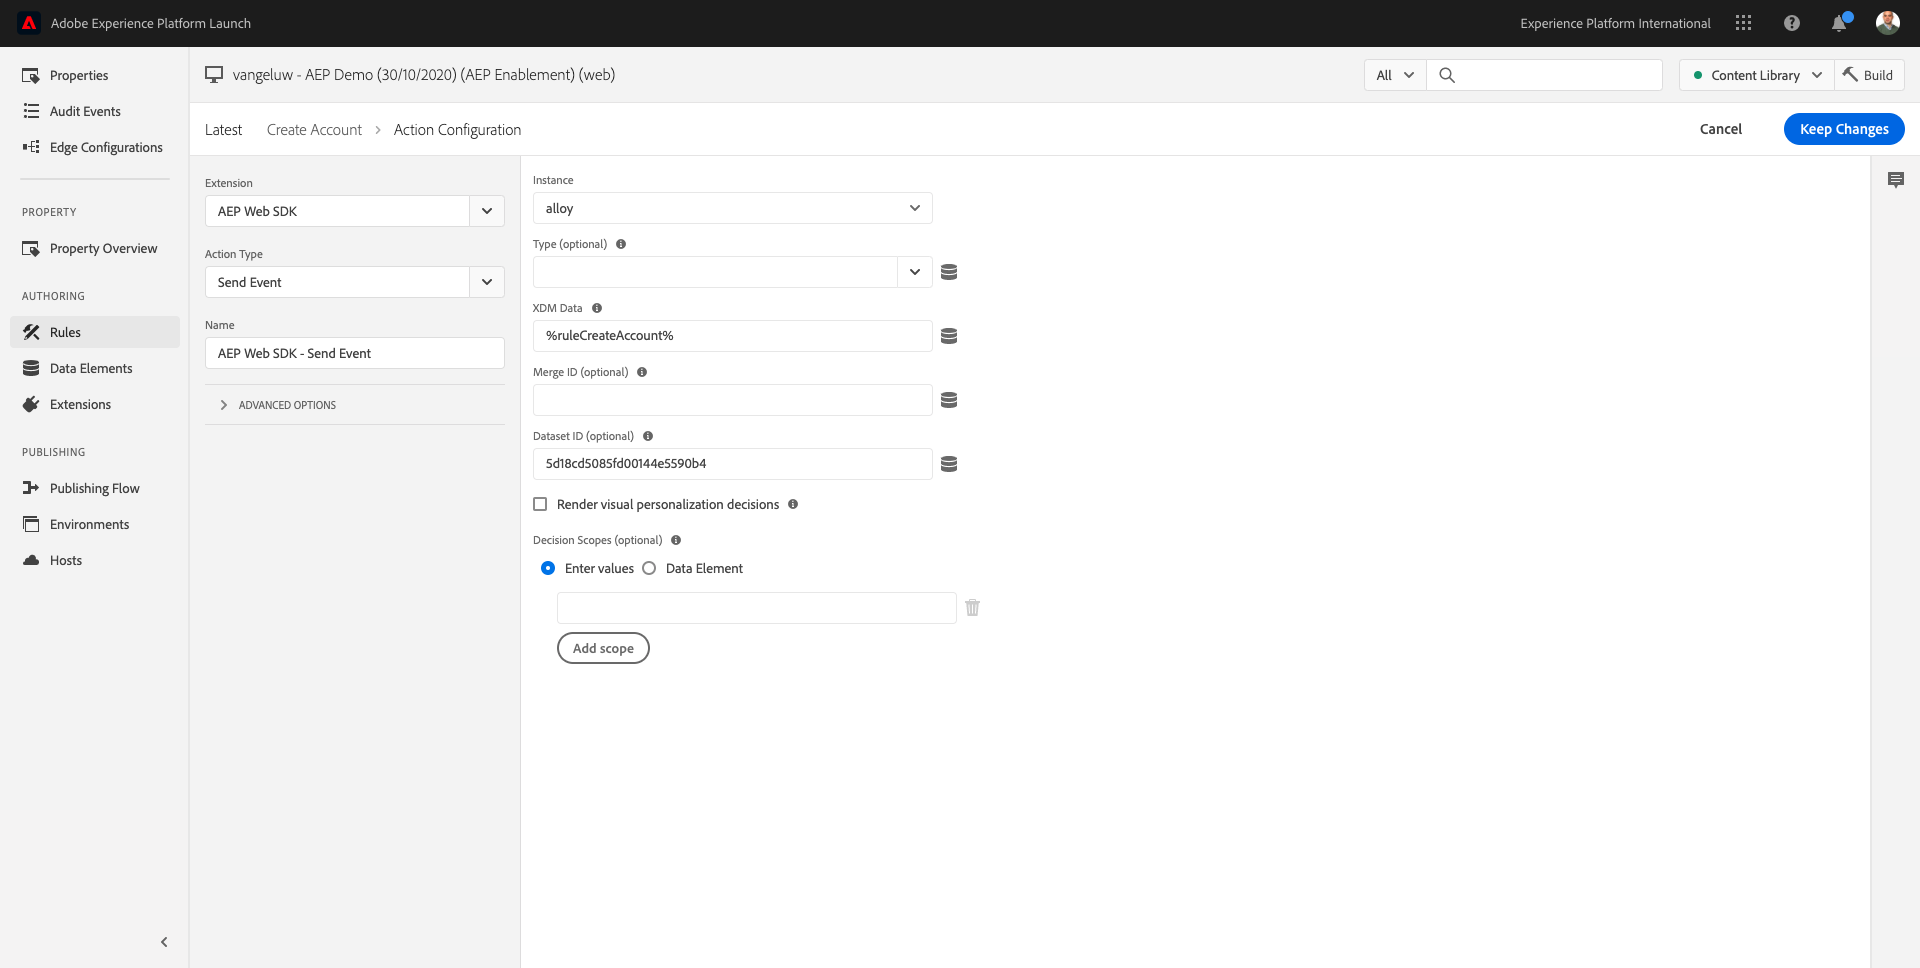 Adobe Experience Platform Launch
Experience Platform International
Properties
Audit Events
Edge Configurations
PROPERTY
Property Overview
AUTHORING
Rules
Data Elements
Extensions
PUBLISHING
Publishing Flow
Environments
Hosts
vangeluw - AEP Demo (30/10/2020) (AEP Enablement) (web)
All
Content Library
Build
Latest
Create Account
Action Configuration
Cancel
Keep Changes
Extension
AEP Web SDK
Action Type
Send Event
Name
AEP Web SDK - Send Event
ADVANCED OPTIONS
Instance
alloy
Type (optional)
XDM Data
%ruleCreateAccount%
Merge ID (optional)
Dataset ID (optional)
5d18cd5085fd00144e5590b4
Render visual personalization decisions
Decision Scopes (optional)
Enter values
Data Element
Add scope